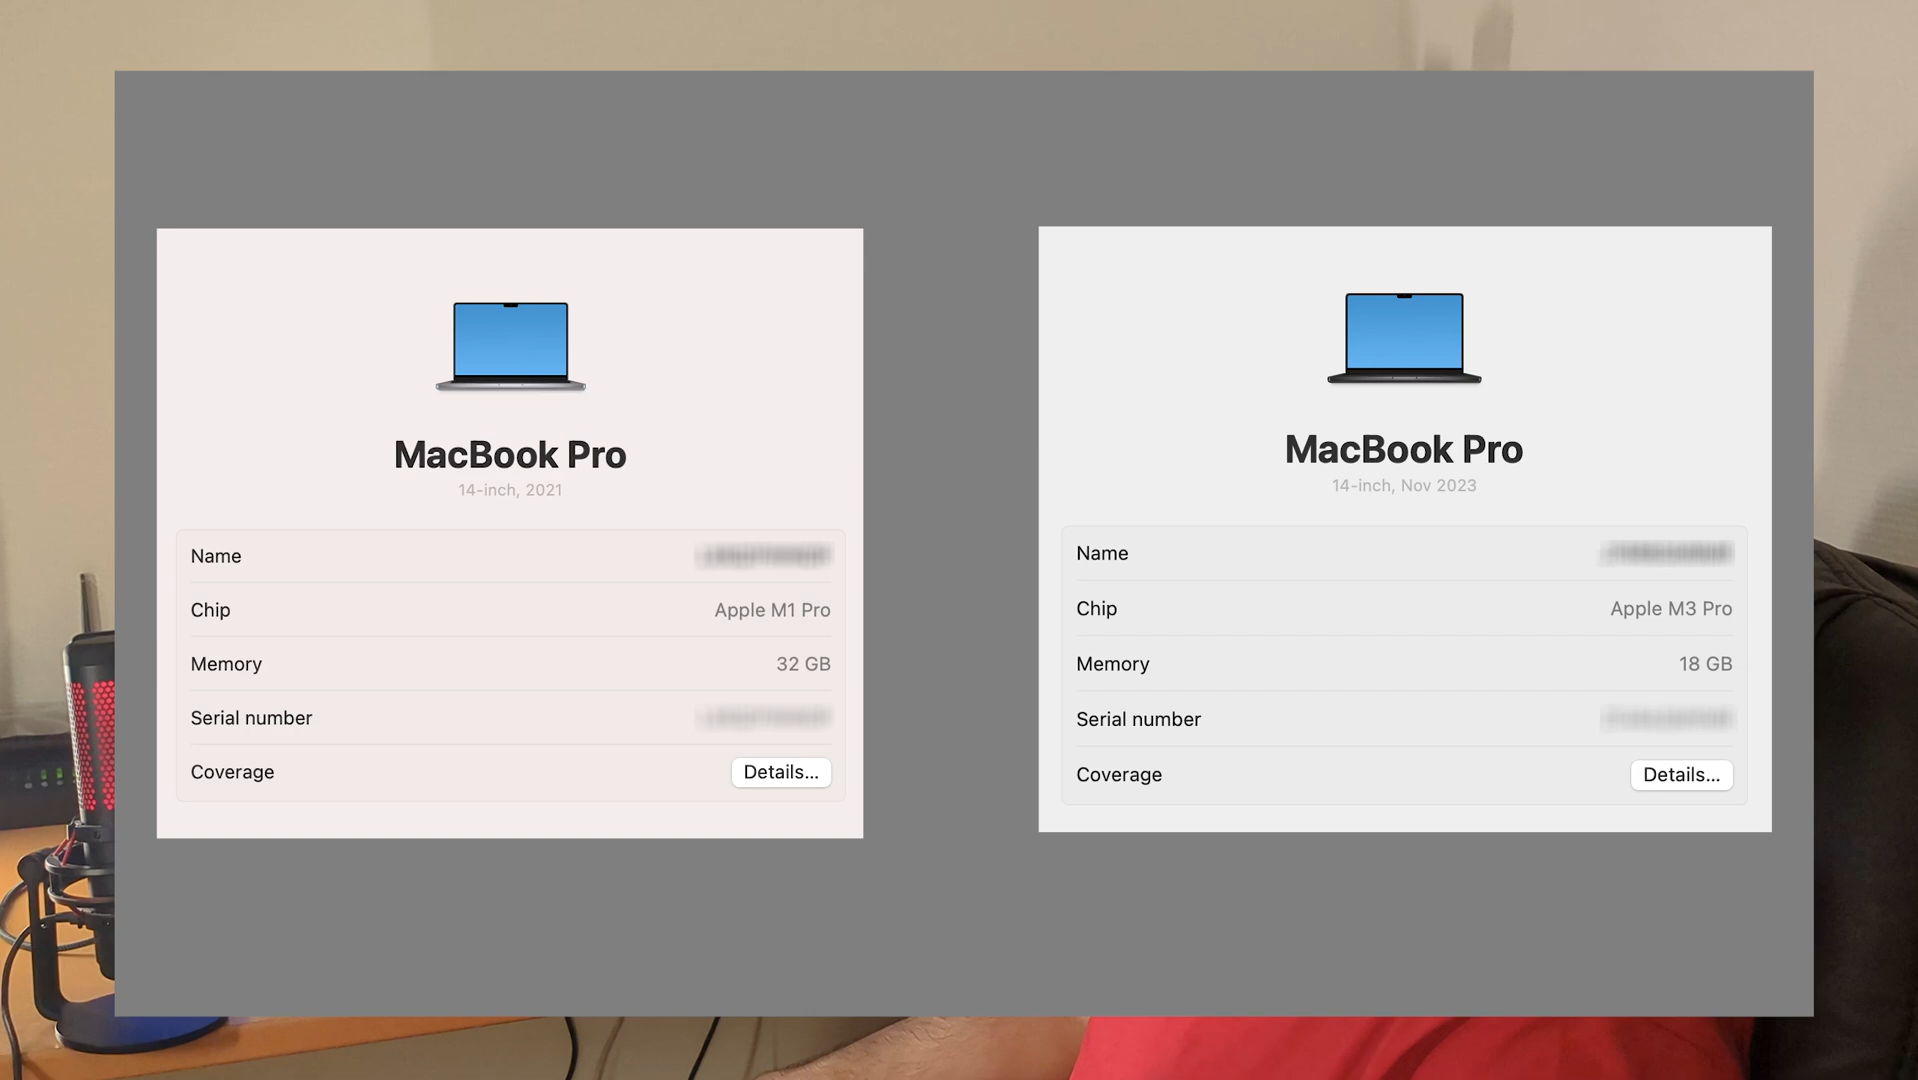 MacBook Pro
14-inch, 2021
Name
Chip Apple M1 Pro
Memory 32 GB
Serial number
Coverage Details...
MacBook Pro
14-inch, Nov 2023
Name
Chip Apple M3 Pro
Memory 18 GB
Serial number
Coverage Details...